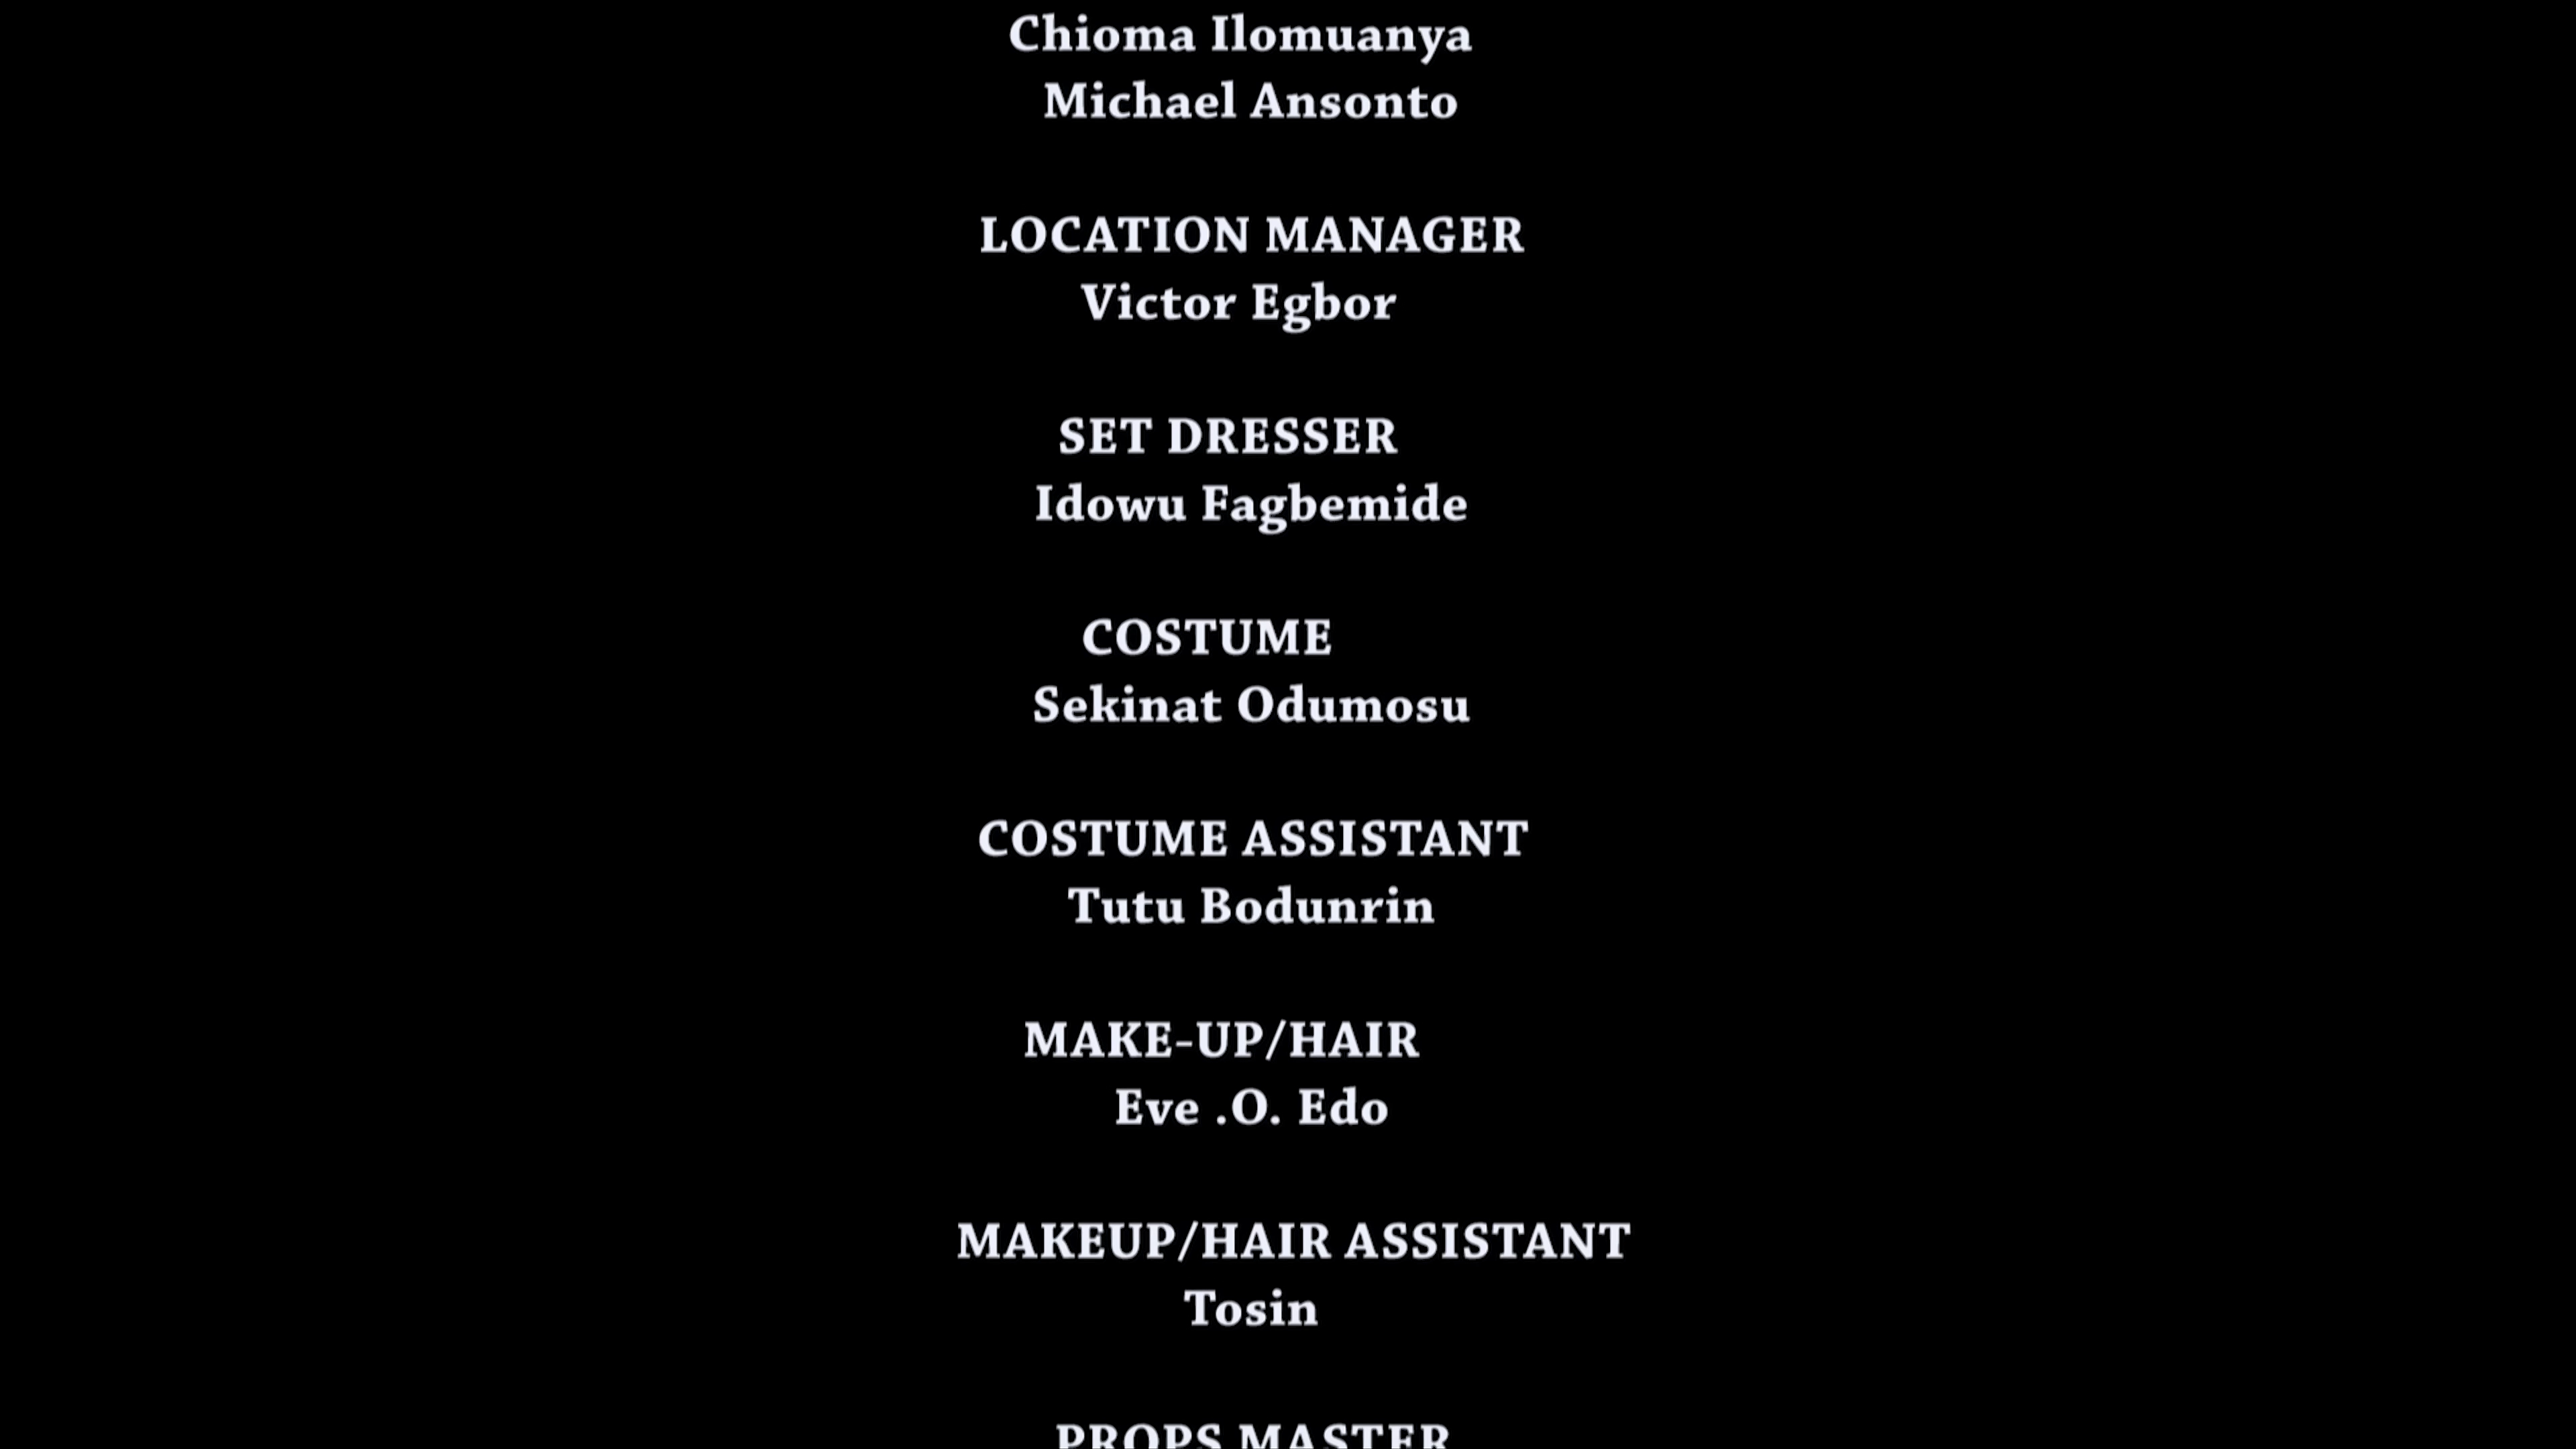 Chioma Ilomuanya
Michael Ansonto
LOCATION MANAGER
Victor Egbor
SET DRESSER
Idowu Fagbemide
COSTUME
Sekinat Odumosu
COSTUME ASSISTANT
Tutu Bodunrin
MAKE-UP/HAIR
Eve .O. Edo
MAKEUP/HAIR ASSISTANT
Tosin
PROPS MASTER